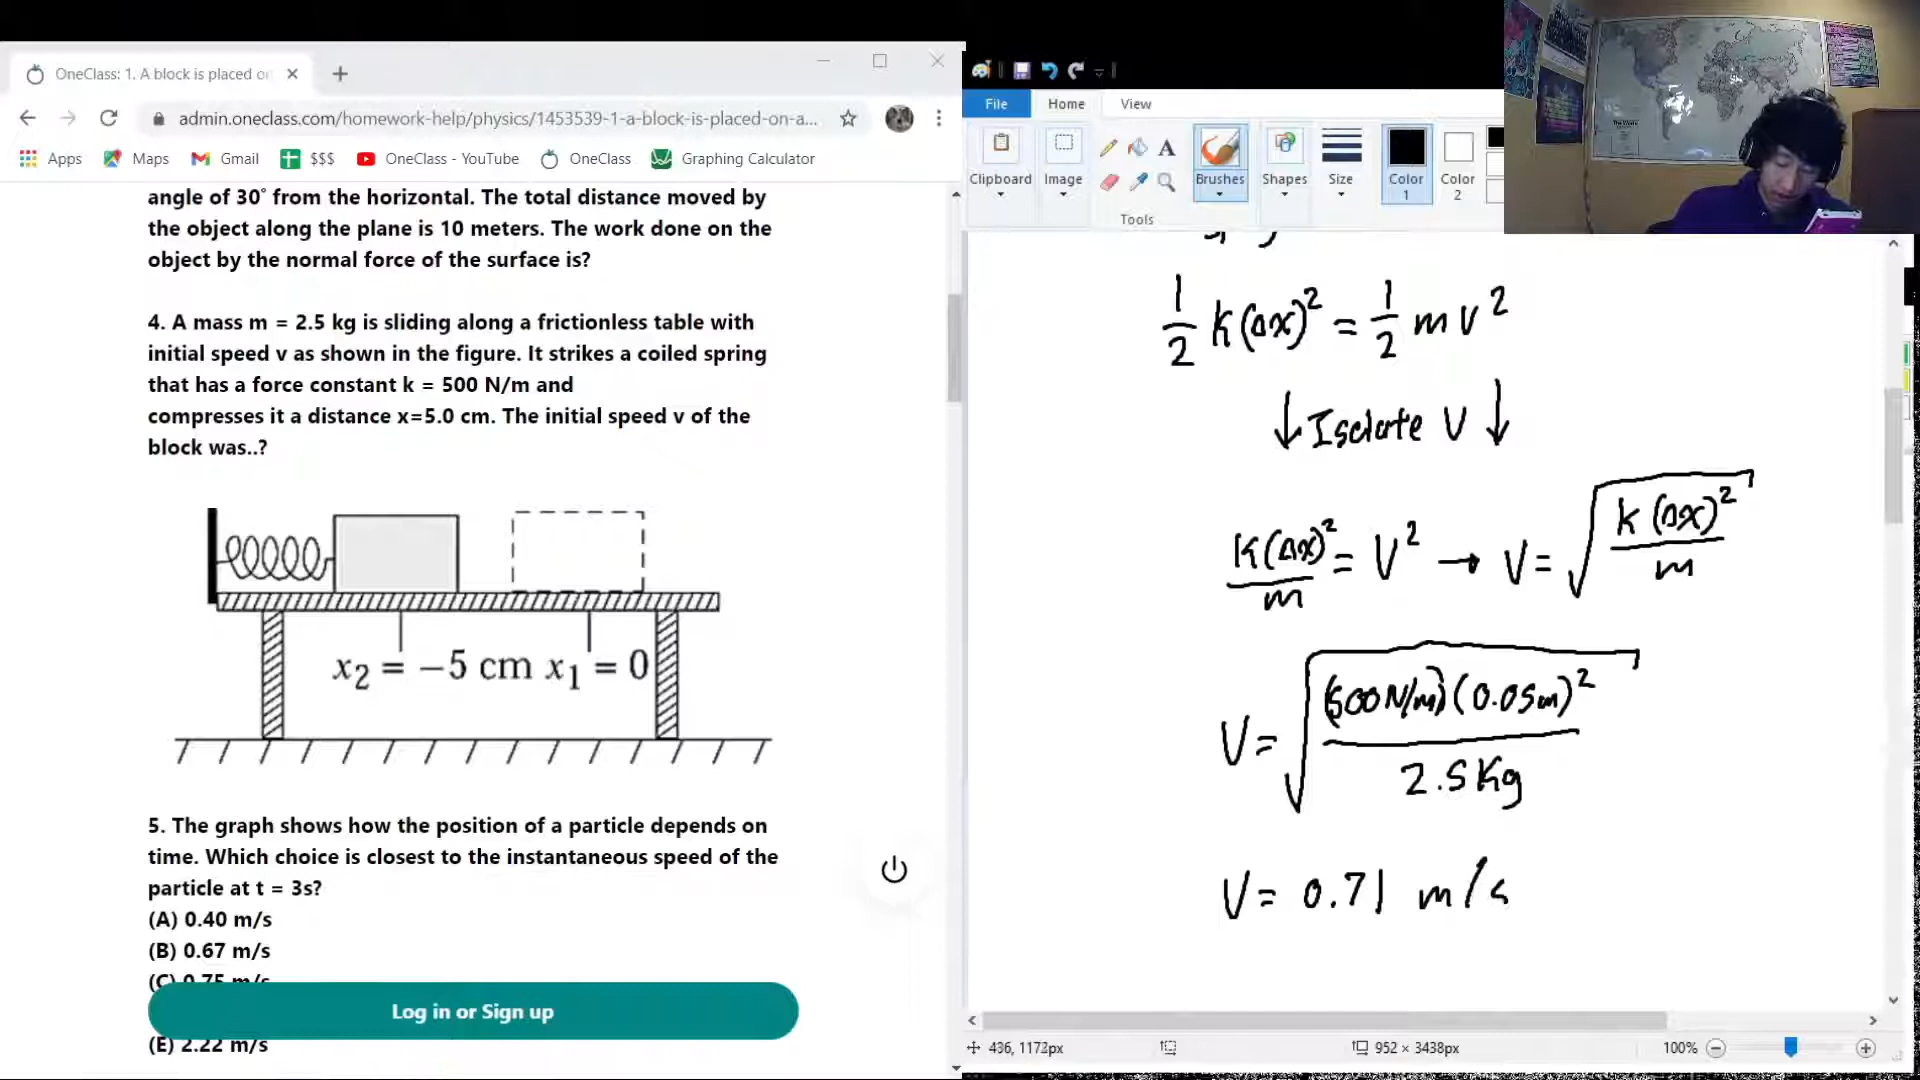 OneClass: 1. A block is placed or
admin.oneclass.com/homework-help/physics/1453539-1-a-block-is-placed-on-a...
Apps Maps Gmail $$$ OneClass - YouTube OneClass Graphing Calculator
angle of 30° from the horizontal. The total distance moved by
the object along the plane is 10 meters. The work done on the
object by the normal force of the surface is?
4. A mass m = 2.5 kg is sliding along a frictionless table with
initial speed v as shown in the figure. It strikes a coiled spring
that has a force constant k = 500 N/m and
compresses it a distance x=5.0 cm. The initial speed v of the
block was..?
x₂ = −5 cm x₁ = 0
5. The graph shows how the position of a particle depends on
time. Which choice is closest to the instantaneous speed of the
particle at t = 3s?
(A) 0.40 m/s
(B) 0.67 m/s
(C) 0.75 m/s
Log in or Sign up
(E) 2.22 m/s
File Home View
Clipboard Image Brushes Shapes Size Color 1 Color 2
Tools
1/2 K(Δx)² = 1/2 m v²
↓ Isolate V ↓
K(Δx)²/m = V² → V = √(K(Δx)²/m)
V = √((500N/m)(0.05m)²/2.5Kg)
V = 0.71 m/s
436, 1172px 952 × 3438px 100%